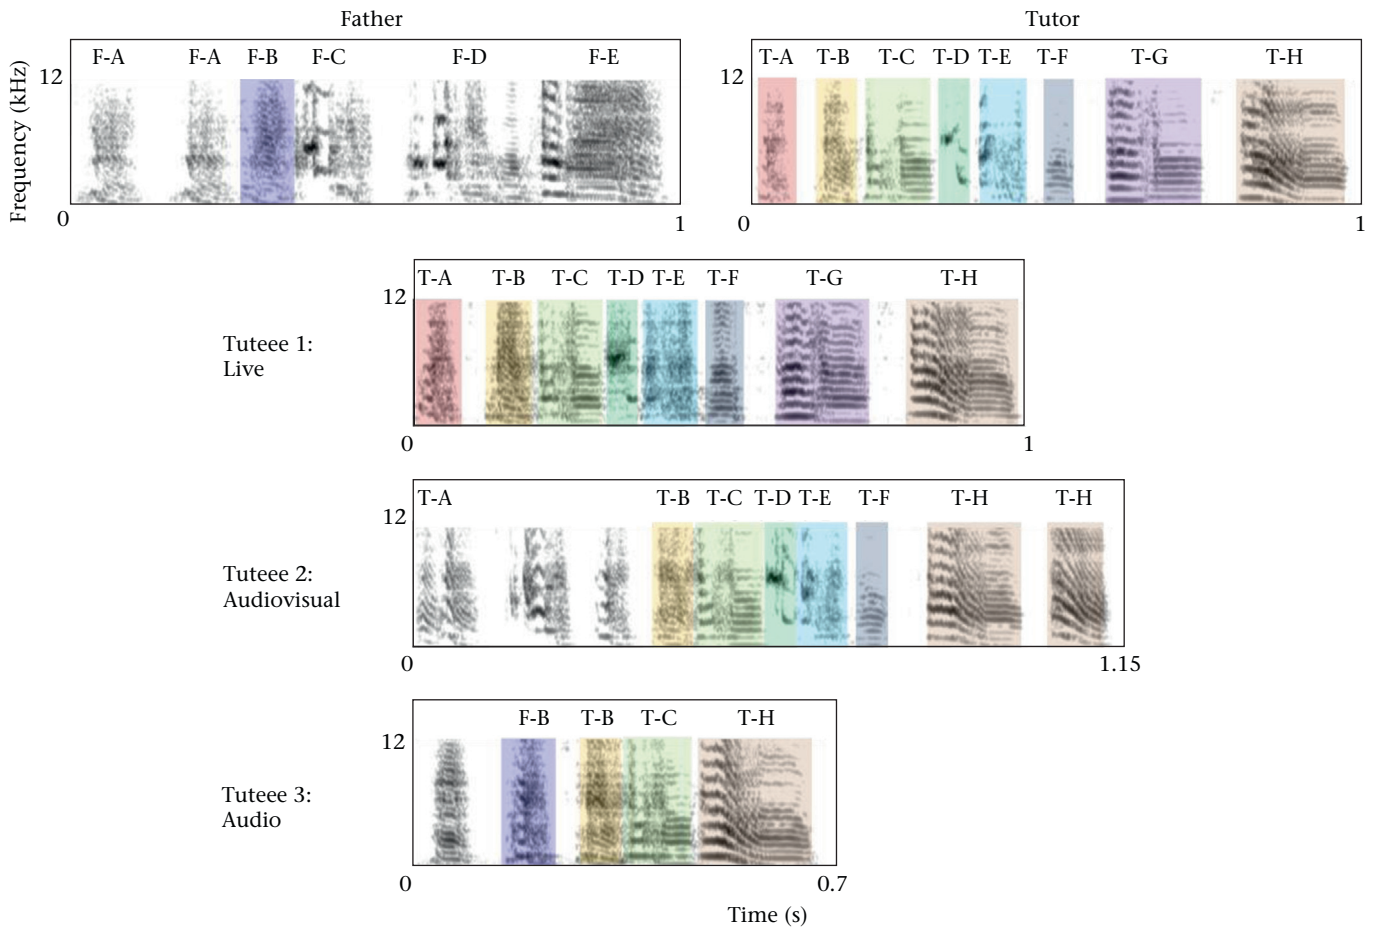 Father
F-A F-A F-B F-C F-D F-E
12
Frequency (kHz)
0 1
Tutor
T-A T-B T-C T-D T-E T-F T-G T-H
12
0 1
T-A T-B T-C T-D T-E T-F T-G T-H
12
Tuteee 1:
Live
0 1
T-A T-B T-C T-D T-E T-F T-H T-H
12
Tuteee 2:
Audiovisual
0 1.15
F-B T-B T-C T-H
12
Tuteee 3:
Audio
0 0.7
Time (s)